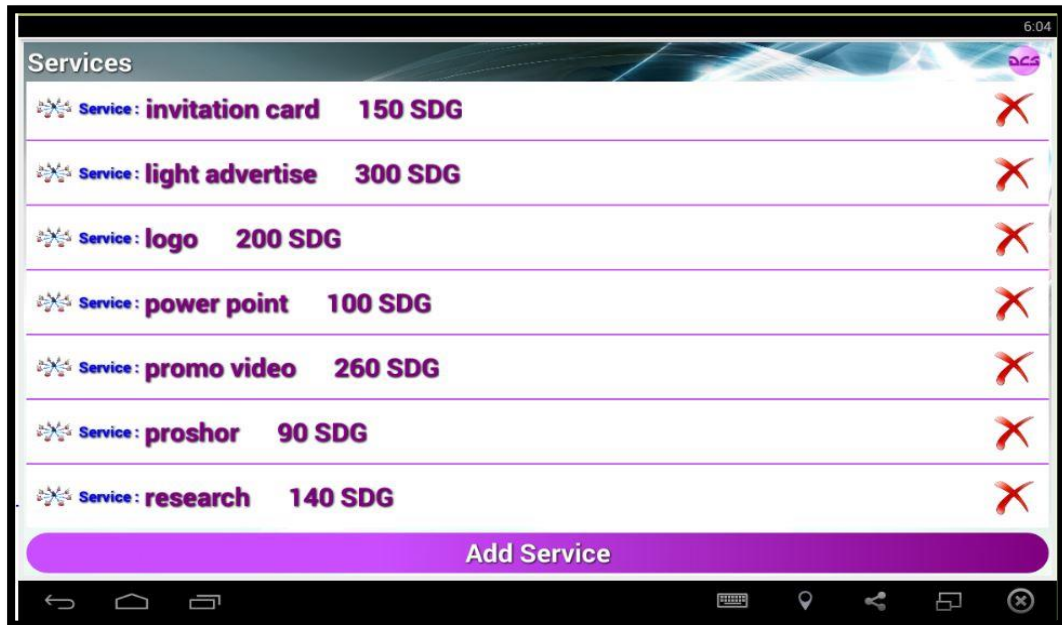 6:04
Services
DCS
Service : invitation card 150 SDG
Service : light advertise 300 SDG
Service : logo 200 SDG
Service : power point 100 SDG
Service : promo video 260 SDG
Service : proshor 90 SDG
Service : research 140 SDG
Add Service